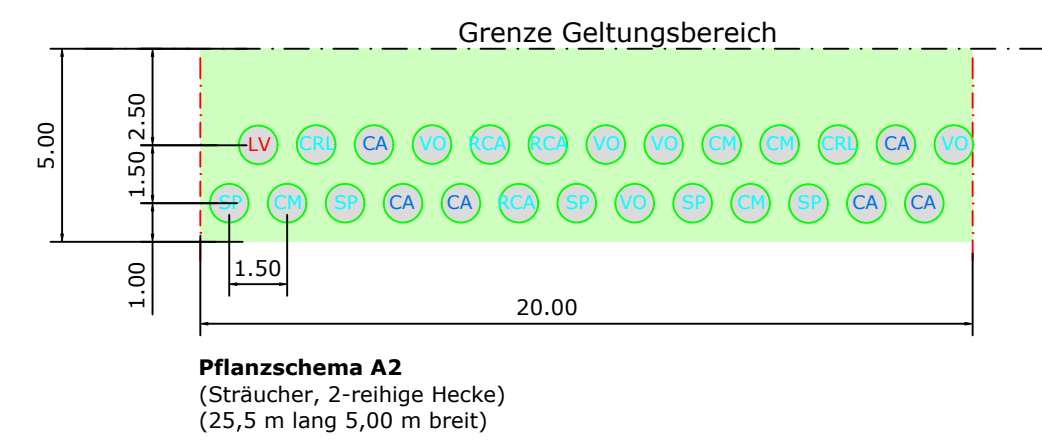 Grenze Geltungsbereich
5.00
2.50
1.50
1.00
LV CRL CA VO RCA RCA VO VO CM CM CRL CA VO
SP CM SP CA CA RCA SP VO SP CM SP CA CA
1.50
20.00
Pflanzschema A2
(Sträucher, 2-reihige Hecke)
(25,5 m lang 5,00 m breit)